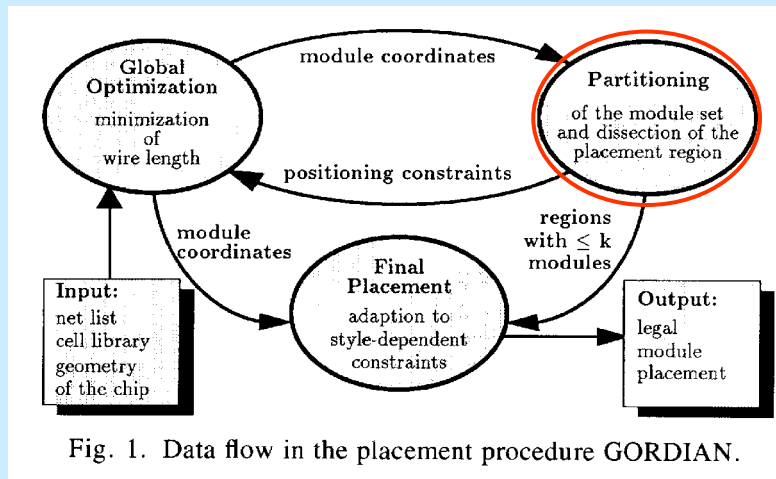 module coordinates
Global
Optimization
minimization
of
wire length
Partitioning
of the module set
and dissection of the
placement region
positioning constraints
module
coordinates
regions
with ≤ k
modules
Final
Placement
adaption to
style-dependent
constraints
Input:
net list
cell library
geometry
of the chip
Output:
legal
module
placement
Fig. 1. Data flow in the placement procedure GORDIAN.